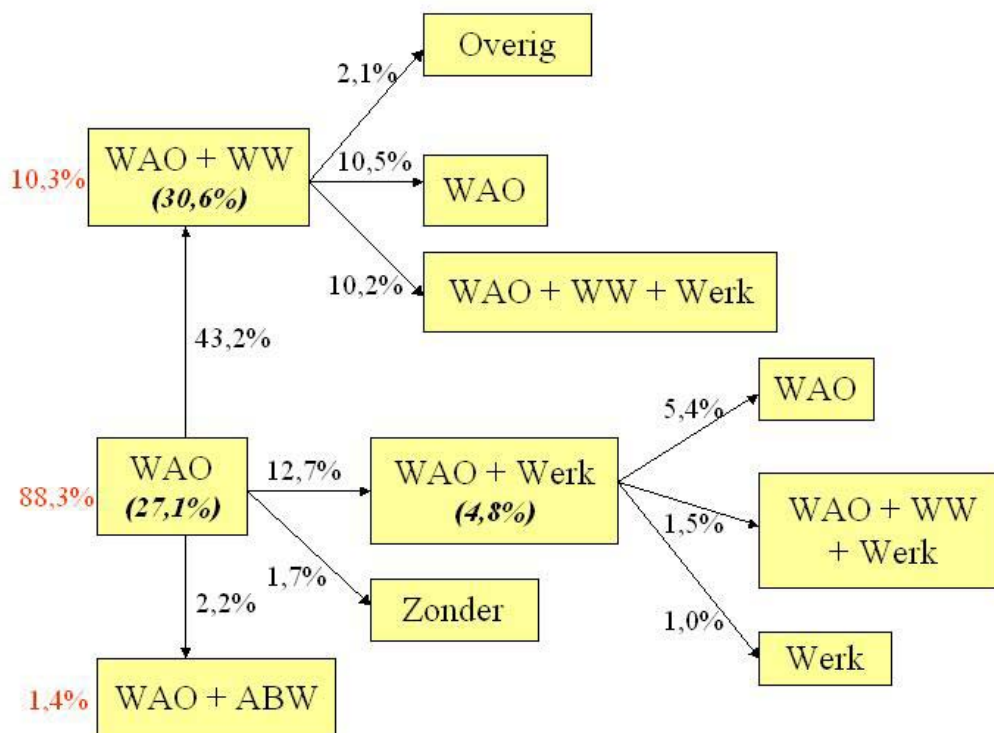 Overig
2,1%
10,3%
WAO + WW
(30,6%)
10,5%
WAO
10,2%
WAO + WW + Werk
43,2%
WAO
5,4%
88,3%
WAO
(27,1%)
12,7%
WAO + Werk
(4,8%)
1,5%
WAO + WW
+ Werk
1,7%
Zonder
2,2%
1,0%
Werk
1,4%
WAO + ABW